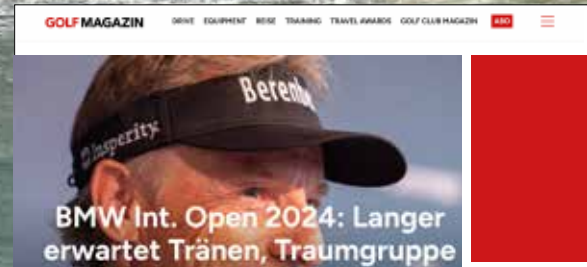 GOLF MAGAZIN
DRIVE EQUIPMENT REISE TRAINING TRAVEL AWARDS GOLF CLUB MAGAZIN ABO
Berenbe
Insperity
BMW Int. Open 2024: Langer
erwartet Tränen, Traumgruppe